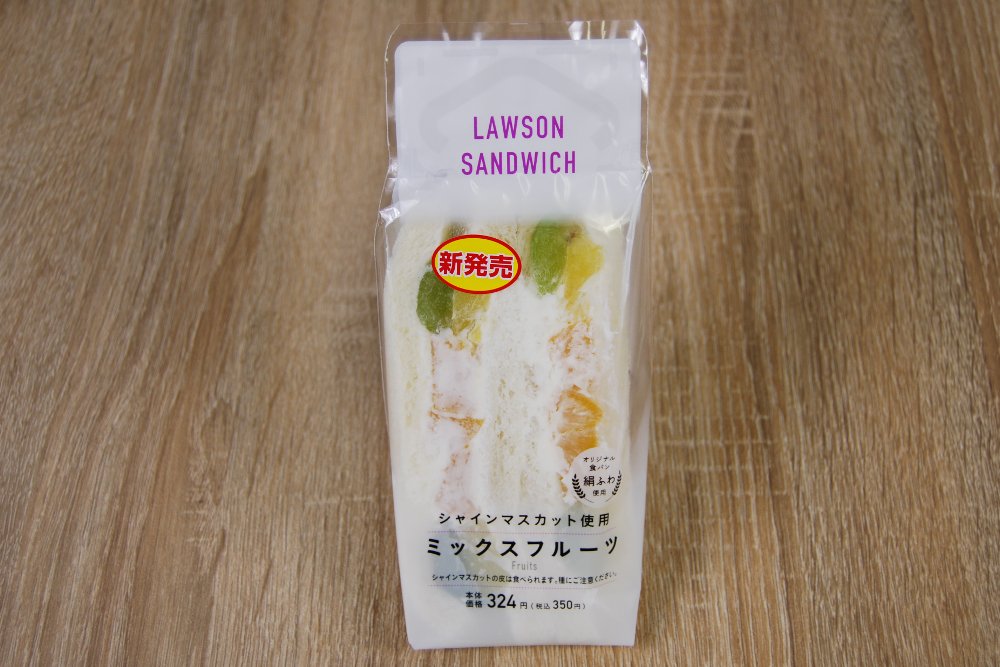 LAWSON
SANDWICH
新発売
オリジナル
食パン
絹ふわ
使用
シャインマスカット使用
ミックスフルーツ
Fruits
シャインマスカットの皮は食べられます。種にご注意ください。
本体価格 324円(税込350円)